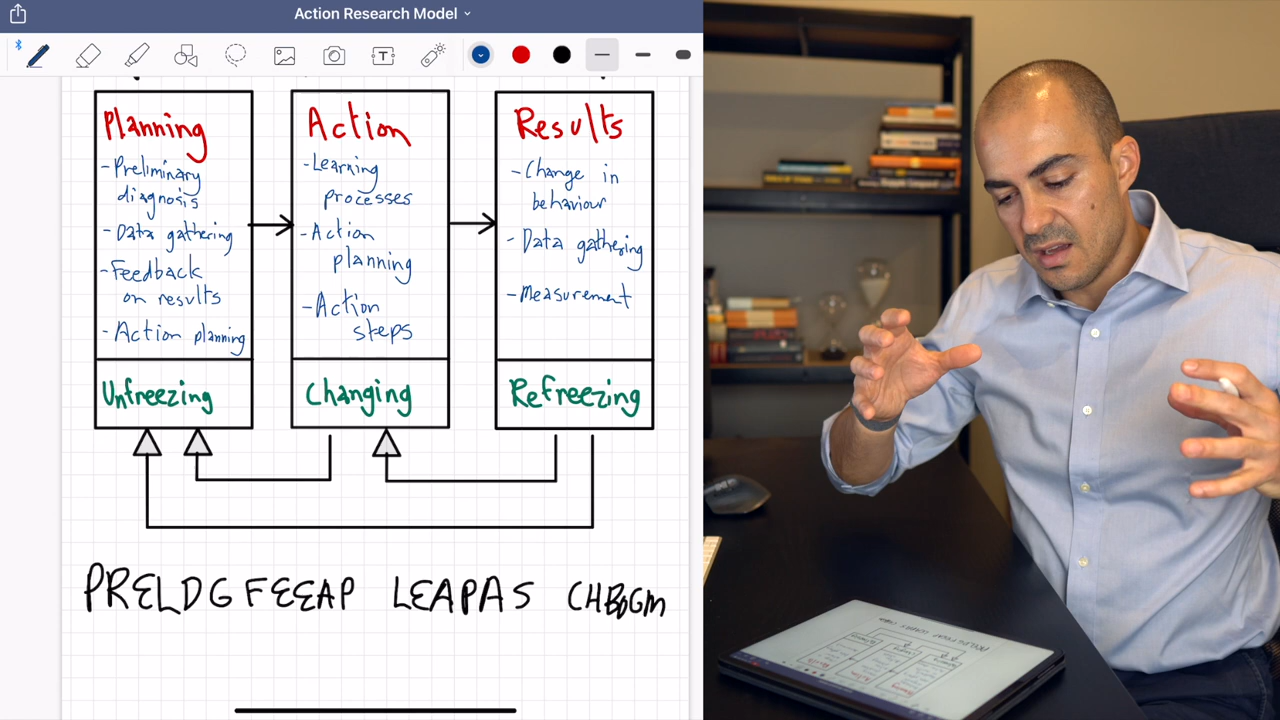 Action Research Model
T
Planning
-Preliminary
diagnosis
-Data gathering
-Feedback
on results
-Action planning
Unfreezing
Action
-Learning
processes
-Action
planning
-Action
steps
Changing
Results
-Change in
behaviour
-Data gathering
-Measurement
Refreezing
PRELDGFEEAP LEAPAS CHBDGM